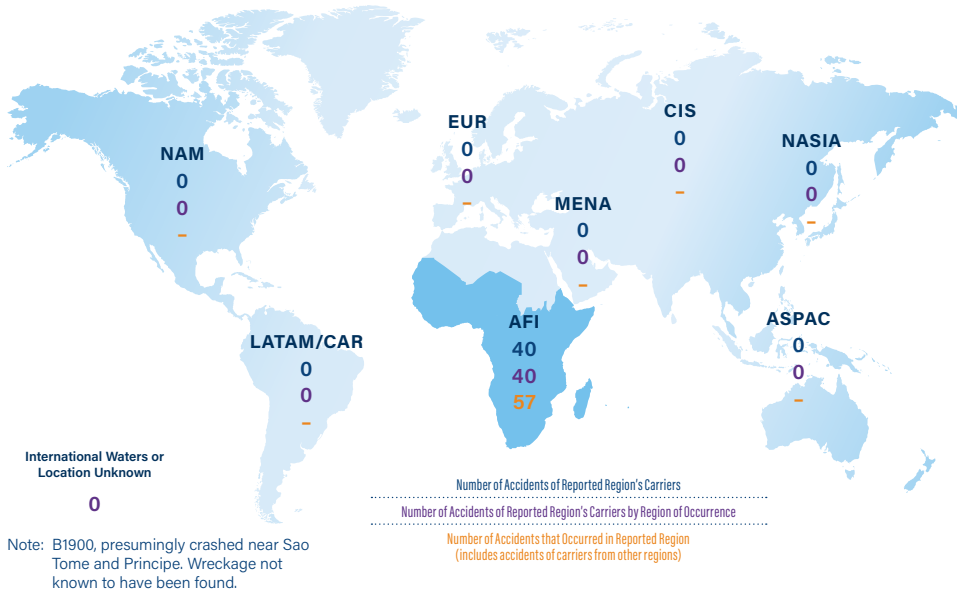 NAM
0
0
–
EUR
0
0
–
CIS
0
0
–
NASIA
0
0
–
MENA
0
0
–
LATAM/CAR
0
0
–
AFI
40
40
57
ASPAC
0
0
–
International Waters or
Location Unknown
0
Note: B1900, presumingly crashed near Sao
Tome and Principe. Wreckage not
known to have been found.
Number of Accidents of Reported Region's Carriers
Number of Accidents of Reported Region's Carriers by Region of Occurrence
Number of Accidents that Occurred in Reported Region
(includes accidents of carriers from other regions)